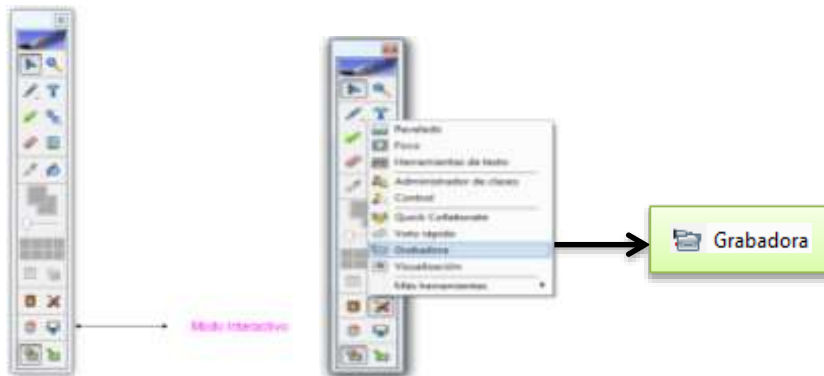 Modo Interactivo
Revelado
Foco
Herramientas de texto
Administrador de clases
Control
Quick Collaborate
Voto rápido
Grabadora
Visualización
Más herramientas
Grabadora